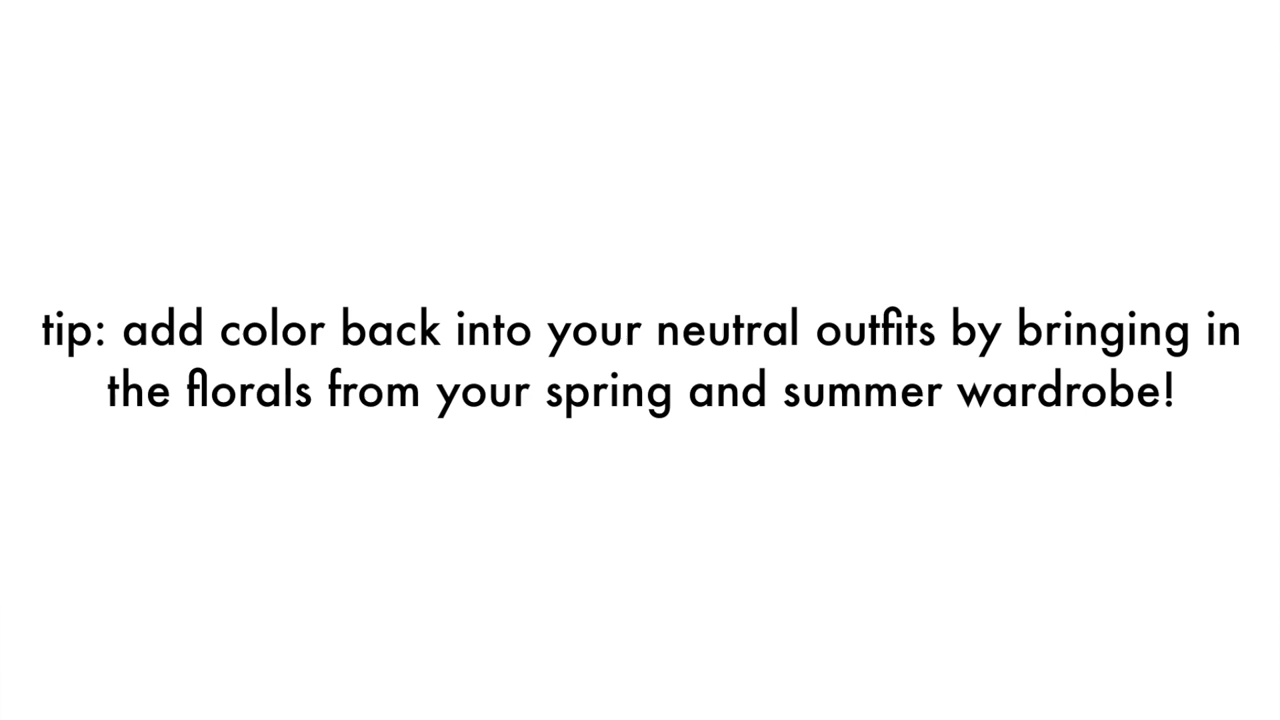 tip: add color back into your neutral outfits by bringing in
the florals from your spring and summer wardrobe!